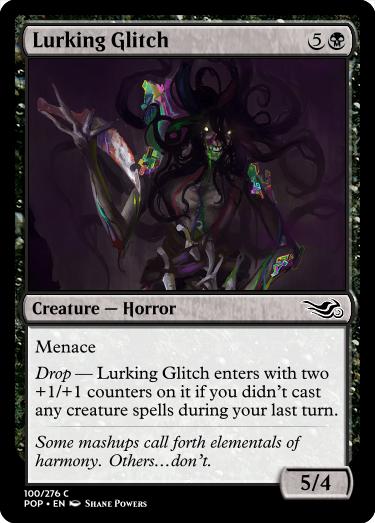 Lurking Glitch 5
Creature — Horror
Menace
Drop — Lurking Glitch enters with two
+1/+1 counters on it if you didn't cast
any creature spells during your last turn.
Some mashups call forth elementals of
harmony. Others…don't.
5/4
100/276 C
POP • EN Shane Powers